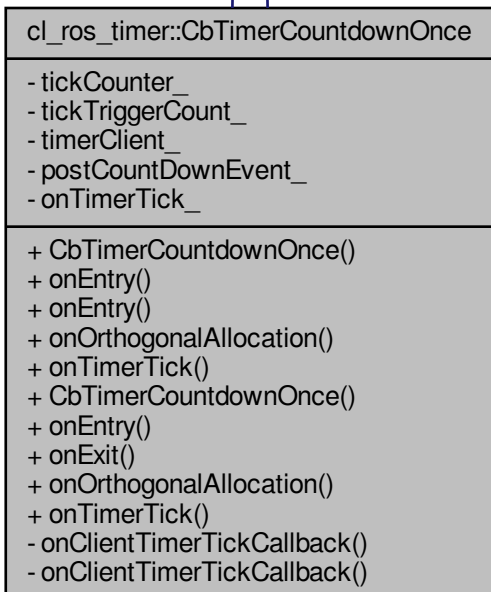 cl_ros_timer::CbTimerCountdownOnce
- tickCounter_
- tickTriggerCount_
- timerClient_
- postCountDownEvent_
- onTimerTick_
+ CbTimerCountdownOnce()
+ onEntry()
+ onEntry()
+ onOrthogonalAllocation()
+ onTimerTick()
+ CbTimerCountdownOnce()
+ onEntry()
+ onExit()
+ onOrthogonalAllocation()
+ onTimerTick()
- onClientTimerTickCallback()
- onClientTimerTickCallback()